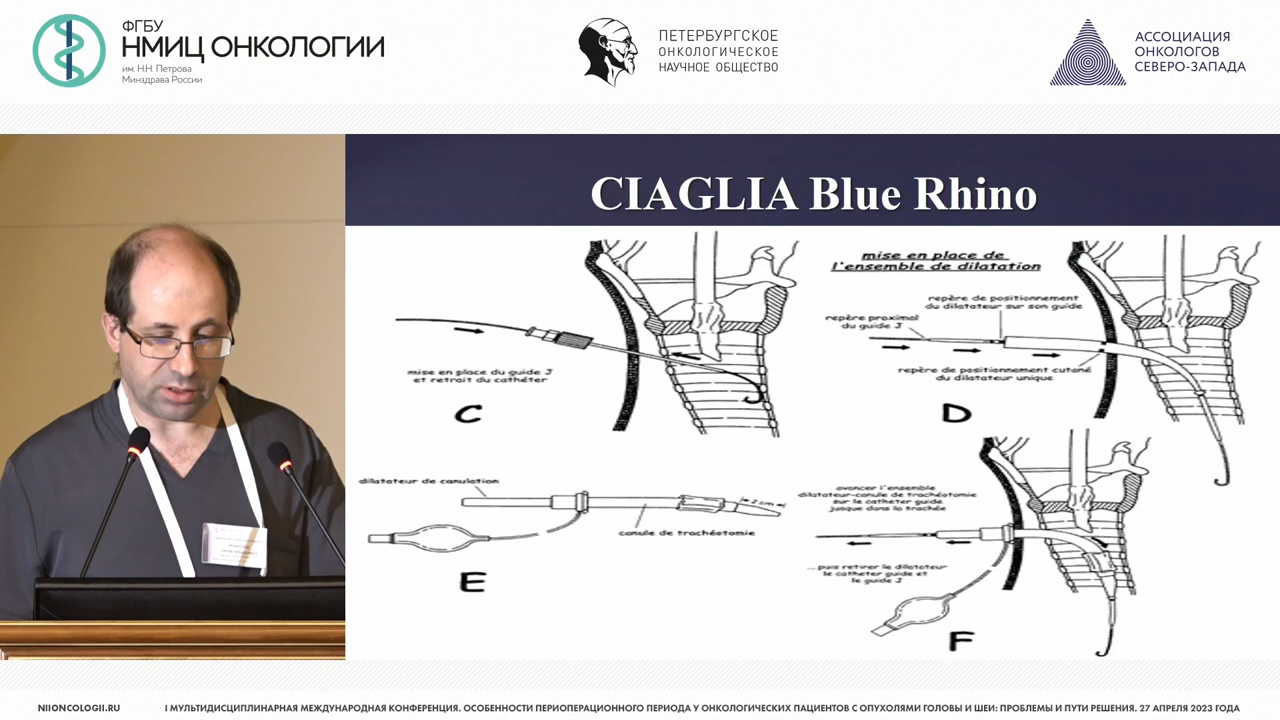 ФГБУ
НМИЦ ОНКОЛОГИИ
им. Н.Н. Петрова
Минздрава России
ПЕТЕРБУРГСКОЕ
ОНКОЛОГИЧЕСКОЕ
НАУЧНОЕ ОБЩЕСТВО
АССОЦИАЦИЯ
ОНКОЛОГОВ
СЕВЕРО-ЗАПАДА
CIAGLIA Blue Rhino
mise en place du guide J
et retrait du cathéter
C
mise en place de
l'ensemble de dilatation
repère de positionnement
du dilatateur sur son guide
repère proximal
du guide J
repère de positionnement cutané
du dilatateur unique
D
dilatateur de canulation
le 2 cm
canule de trachéotomie
E
avancer l'ensemble
dilatateur-canule de trachéotomie
sur le catheter guide
jusque dans la trachée
...puis retirer le dilatateur
le catheter guide et
le guide J
F
NIIONCOLOGII.RU
I МУЛЬТИДИСЦИПЛИНАРНАЯ МЕЖДУНАРОДНАЯ КОНФЕРЕНЦИЯ. ОСОБЕННОСТИ ПЕРИОПЕРАЦИОННОГО ПЕРИОДА У ОНКОЛОГИЧЕСКИХ ПАЦИЕНТОВ С ОПУХОЛЯМИ ГОЛОВЫ И ШЕИ: ПРОБЛЕМЫ И ПУТИ РЕШЕНИЯ. 27 АПРЕЛЯ 2023 ГОДА